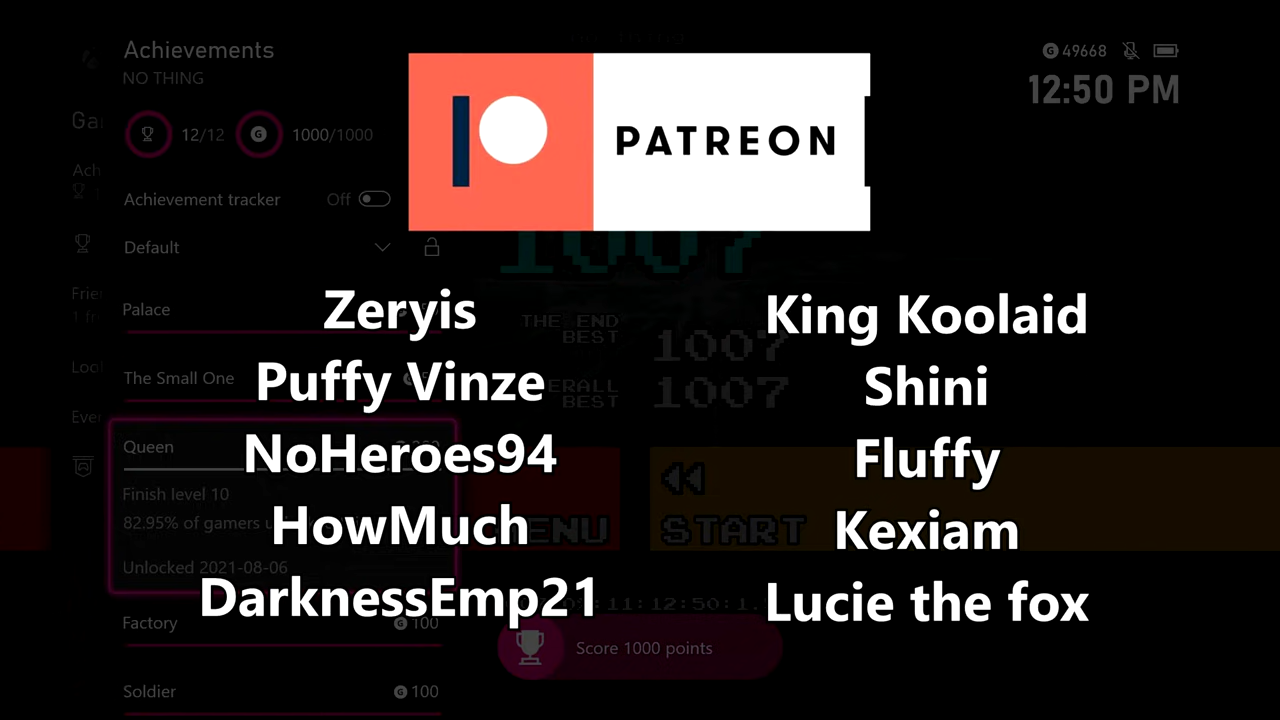 Achievements
NO THING
12/12
1000/1000
Achievement tracker
Off
Default
Palace
The Small One
Queen
Finish level 10
82.95% of gamers u
Unlocked 2021-08-06
Factory
100
Soldier
100
G 49668
12:50 PM
PATREON
1007
THE END
BEST
1007
BEST
1007
START
Score 1000 points
Zeryis
Puffy Vinze
NoHeroes94
HowMuch
DarknessEmp21
King Koolaid
Shini
Fluffy
Kexiam
Lucie the fox